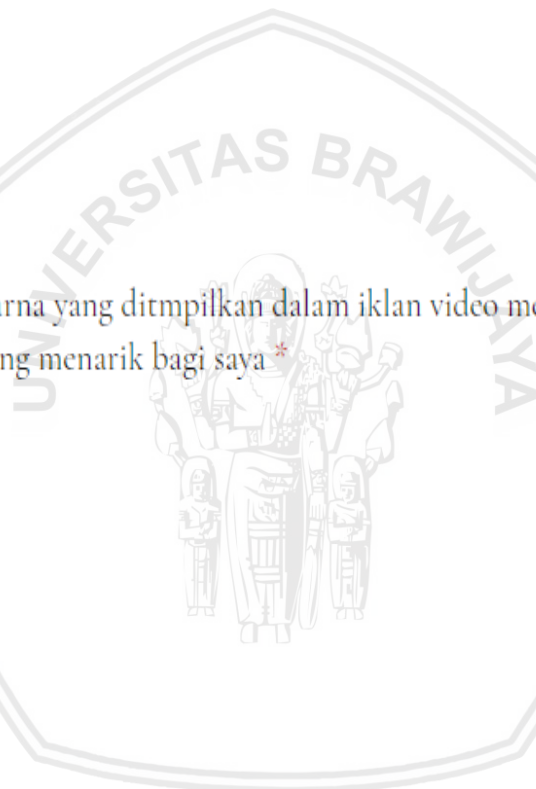 UNIVERSITAS BRAWIJAYA
arna yang ditmpilkan dalam iklan video me
ng menarik bagi saya *